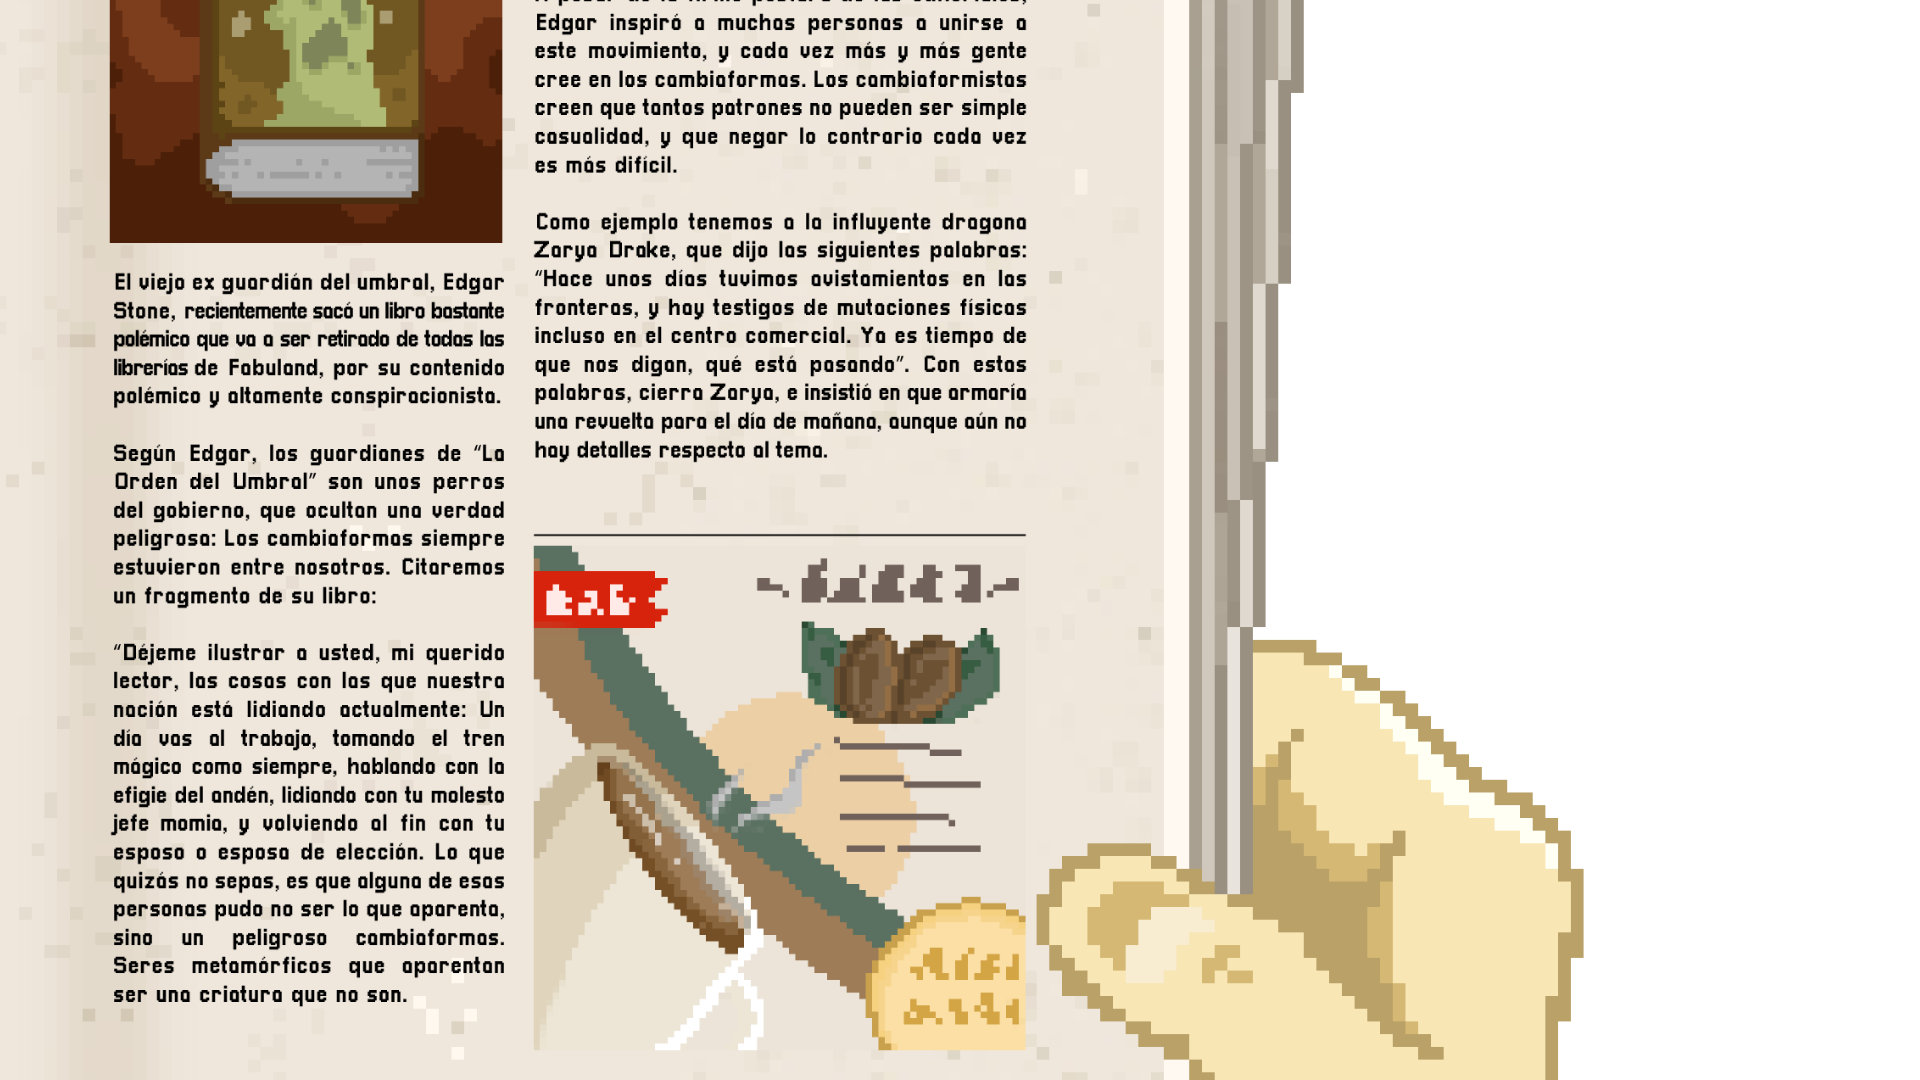 El viejo ex guardián del umbral, Edgar
Stone, recientemente sacó un libro bastante
polémico que va a ser retirado de todas las
librerías de Fabuland, por su contenido
polémico y altamente conspiracionista.
Según Edgar, los guardianes de “La
Orden del Umbral” son unos perros
del gobierno, que ocultan una verdad
peligrosa: Los cambiaformas siempre
estuvieron entre nosotros. Citaremos
un fragmento de su libro:
“Déjeme ilustrar a usted, mi querido
lector, las cosas con las que nuestra
nación está lidiando actualmente: Un
día vas al trabajo, tomando el tren
mágico como siempre, hablando con la
efigie del andén, lidiando con tu molesto
jefe momia, y volviendo al fin con tu
esposo o esposa de elección. Lo que
quizás no sepas, es que alguna de esas
personas puda no ser lo que aparenta,
sino un peligroso cambiaformas.
Seres metamórficos que aparentan
ser una criatura que no son.
Edgar inspiró a muchas personas a unirse a
este movimiento, y cada vez más y más gente
cree en los cambiaformas. Los cambiaformistas
creen que tantos patrones no pueden ser simple
casualidad, y que negar lo contrario cada vez
es más difícil.
Como ejemplo tenemos a la influyente dragona
Zarya Drake, que dijo las siguientes palabras:
“Hace unos días tuvimos avistamientos en las
fronteras, y hay testigos de mutaciones físicas
incluso en el centro comercial. Ya es tiempo de
que nos digan, qué está pasando”. Con estas
palabras, cierra Zarya, e insistió en que armaría
una revuelta para el día de mañana, aunque aún no
hay detalles respecto al tema.